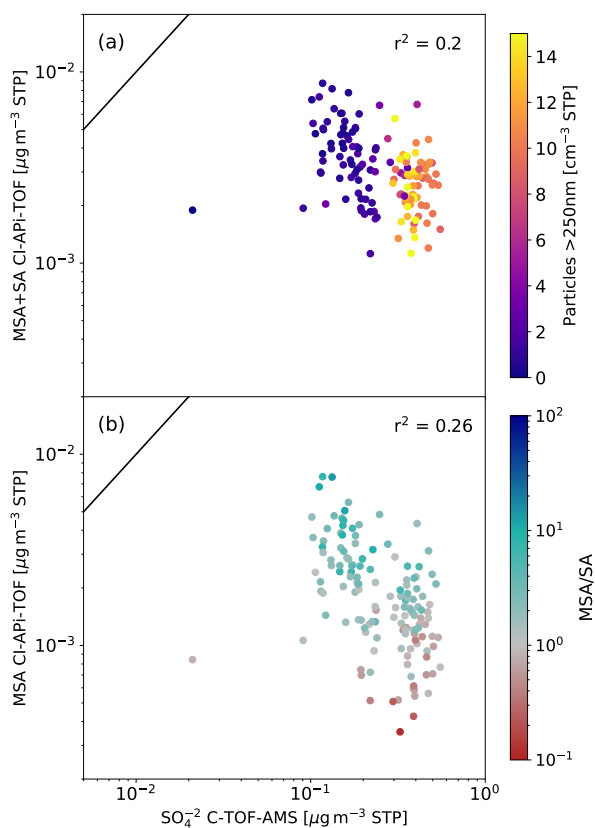 (a)
r² = 0.2
10⁻²
10⁻³
MSA+SA CI-APi-TOF [μg m⁻³ STP]
14
12
10
8
6
4
2
0
Particles >250nm [cm⁻³ STP]
(b)
r² = 0.26
10⁻²
10⁻³
MSA CI-APi-TOF [μg m⁻³ STP]
10⁻²
10⁻¹
10⁰
SO₄⁻² C-TOF-AMS [μg m⁻³ STP]
10²
10¹
10⁰
10⁻¹
MSA/SA